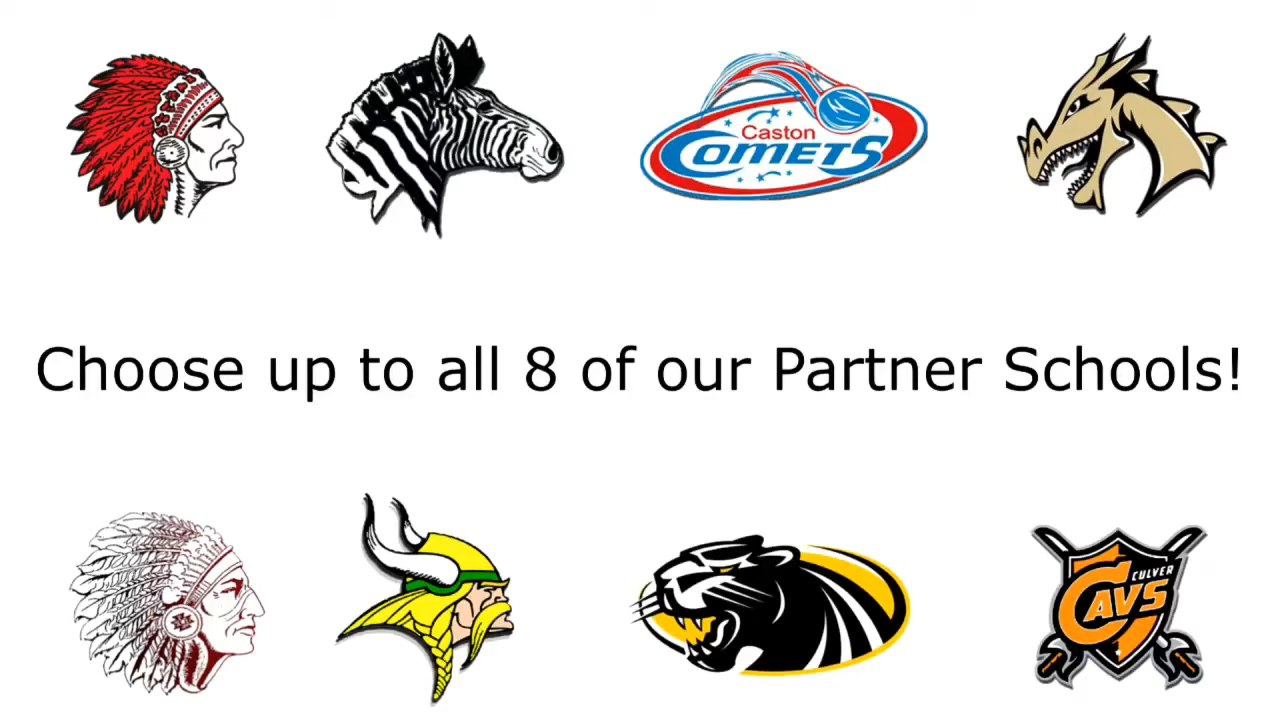 Caston
COMETS
Choose up to all 8 of our Partner Schools!
CULVER
CAVS